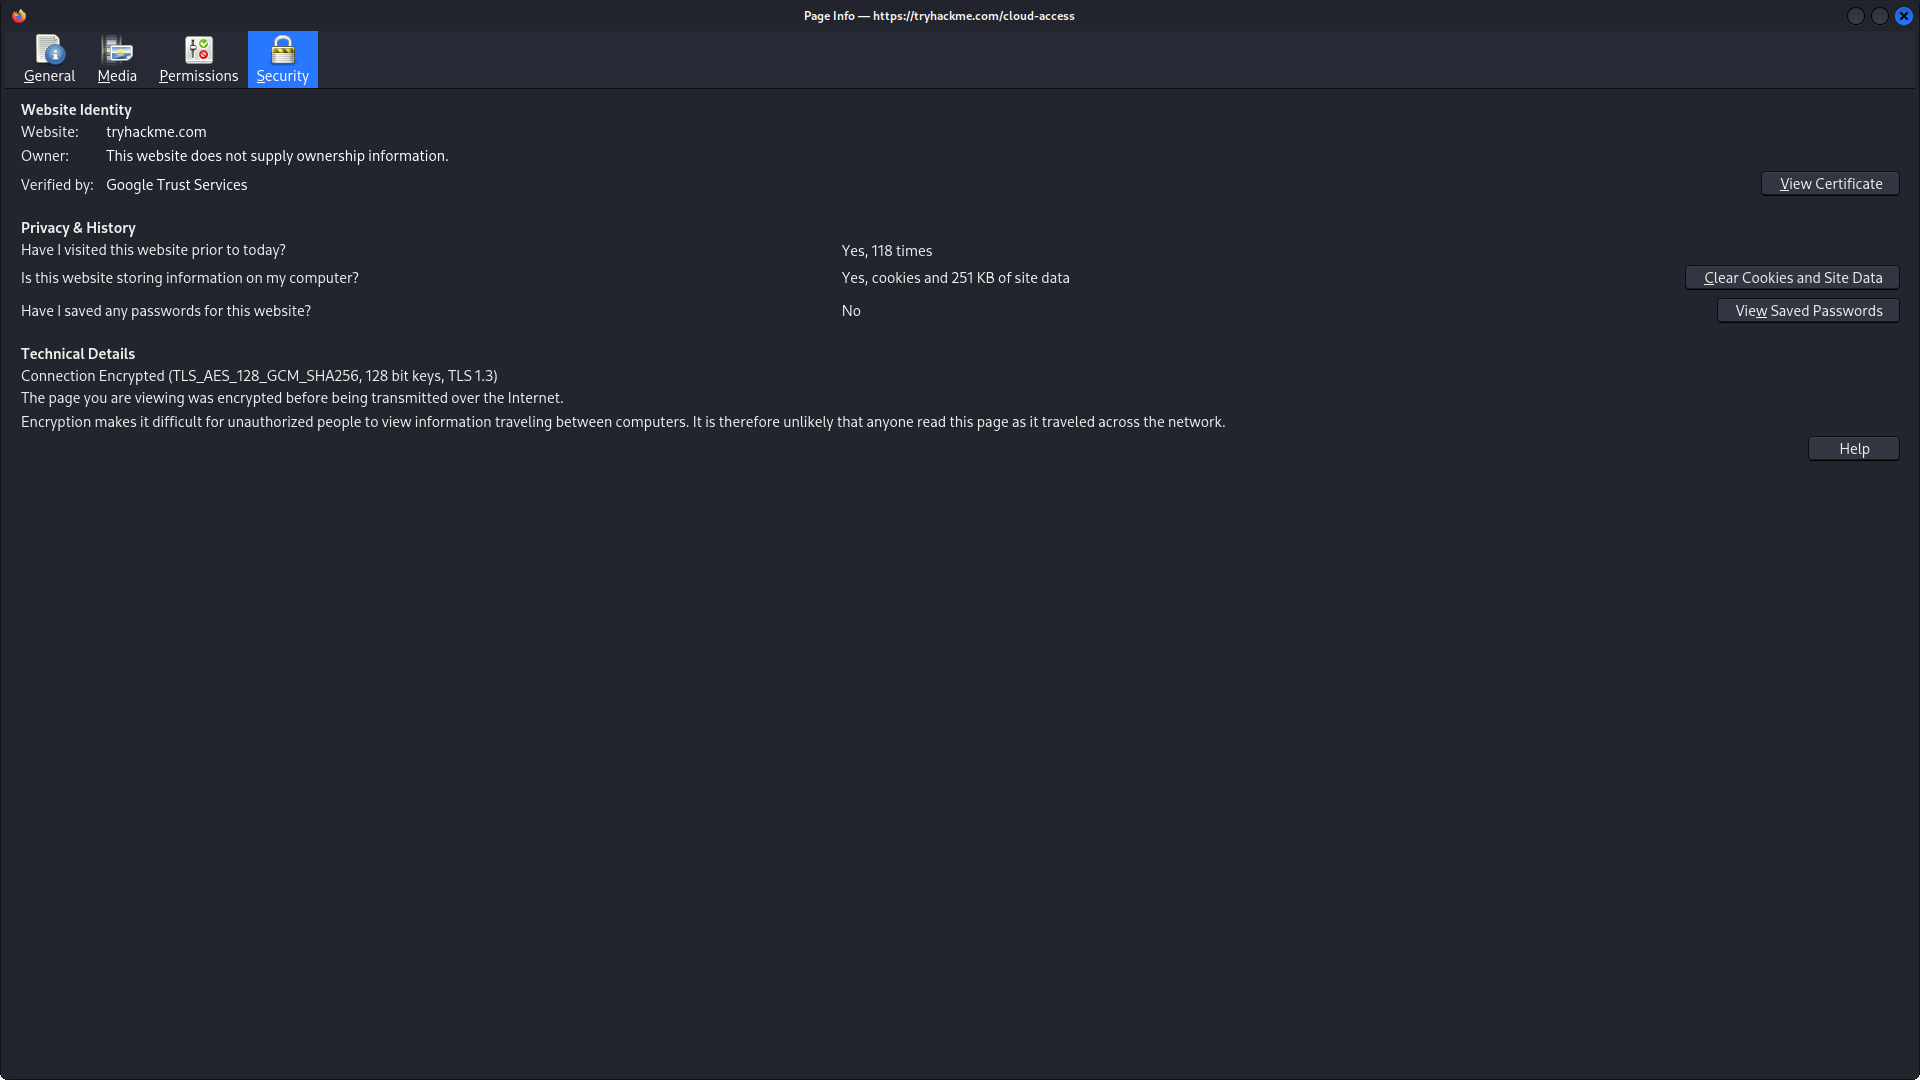 Page Info — https://tryhackme.com/cloud-access
General
Media
Permissions
Security
Website Identity
Website: tryhackme.com
Owner: This website does not supply ownership information.
Verified by: Google Trust Services
View Certificate
Privacy & History
Have I visited this website prior to today? Yes, 118 times
Is this website storing information on my computer? Yes, cookies and 251 KB of site data
Clear Cookies and Site Data
Have I saved any passwords for this website? No
View Saved Passwords
Technical Details
Connection Encrypted (TLS_AES_128_GCM_SHA256, 128 bit keys, TLS 1.3)
The page you are viewing was encrypted before being transmitted over the Internet.
Encryption makes it difficult for unauthorized people to view information traveling between computers. It is therefore unlikely that anyone read this page as it traveled across the network.
Help